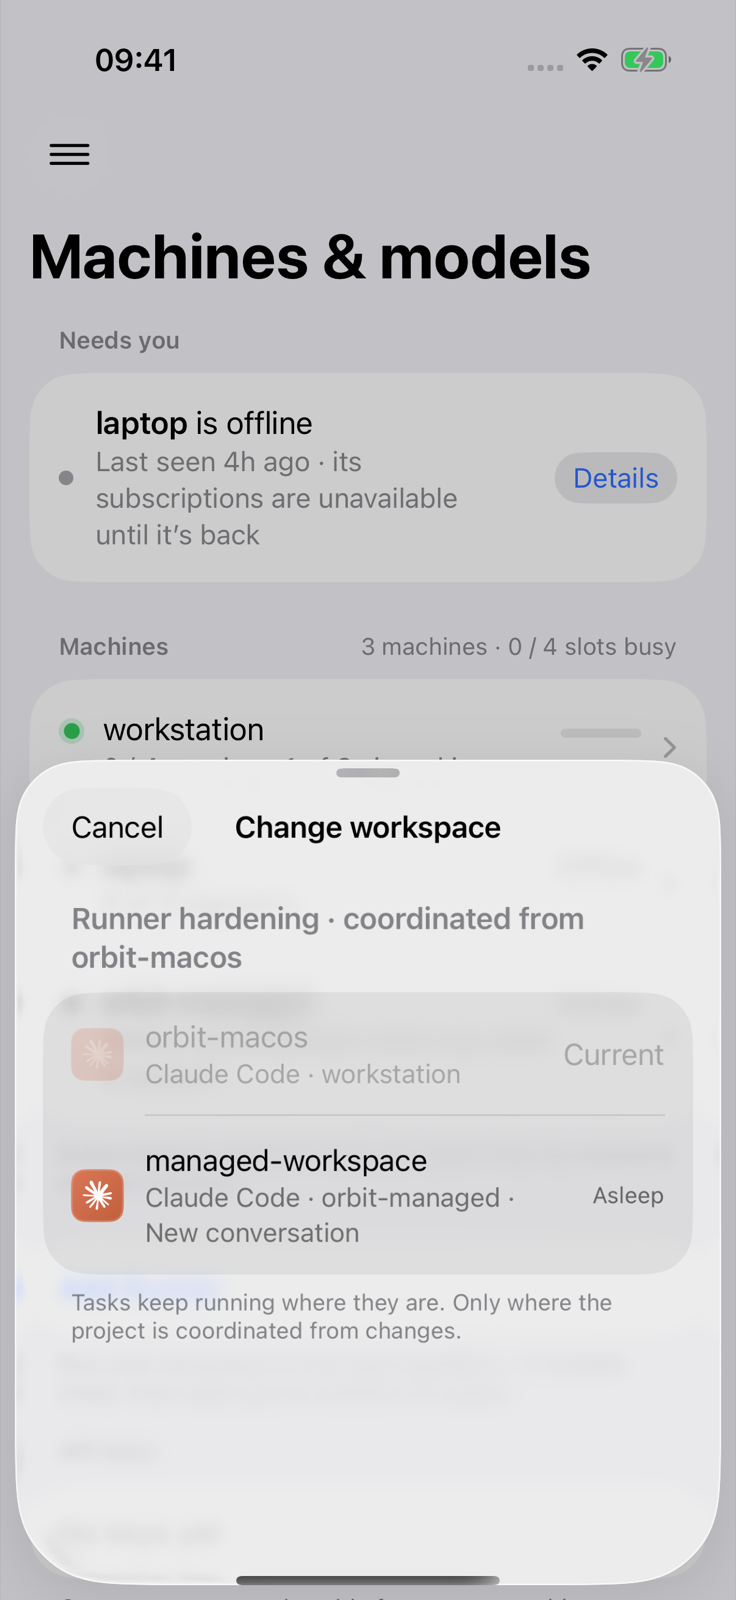 09:41
Machines & models
Needs you
laptop is offline
Last seen 4h ago · its
subscriptions are unavailable
until it’s back
Details
Machines
3 machines · 0 / 4 slots busy
workstation
Cancel
Change workspace
Runner hardening · coordinated from
orbit-macos
orbit-macos
Claude Code · workstation
Current
managed-workspace
Claude Code · orbit-managed ·
New conversation
Asleep
Tasks keep running where they are. Only where the
project is coordinated from changes.